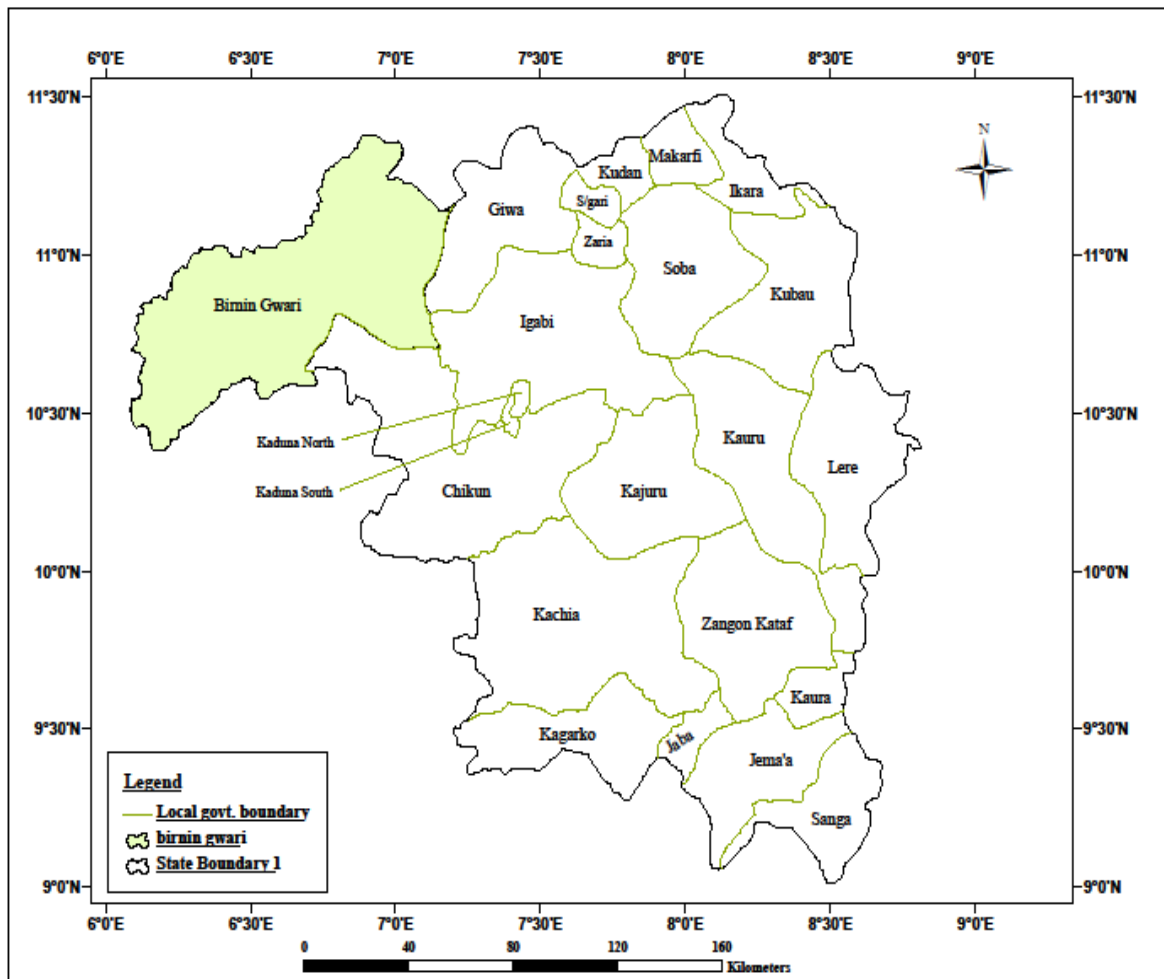 6°0'E 6°30'E 7°0'E 7°30'E 8°0'E 8°30'E 9°0'E
11°30'N 11°30'N
N
Makarfi
Kudan
Ikara
S/gari
Giwa
Zaria
11°0'N 11°0'N
Soba
Kubau
Birnin Gwari
Igabi
10°30'N 10°30'N
Kaduna North
Kauru
Lere
Kaduna South
Chikun
Kajuru
10°0'N 10°0'N
Kachia
Zangon Kataf
Kaura
9°30'N 9°30'N
Kagarko
Jaba
Jema'a
Sanga
Legend
Local govt. boundary
birnin gwari
State Boundary 1
9°0'N 9°0'N
6°0'E 6°30'E 7°0'E 7°30'E 8°0'E 8°30'E 9°0'E
0 40 80 120 160
Kilometers